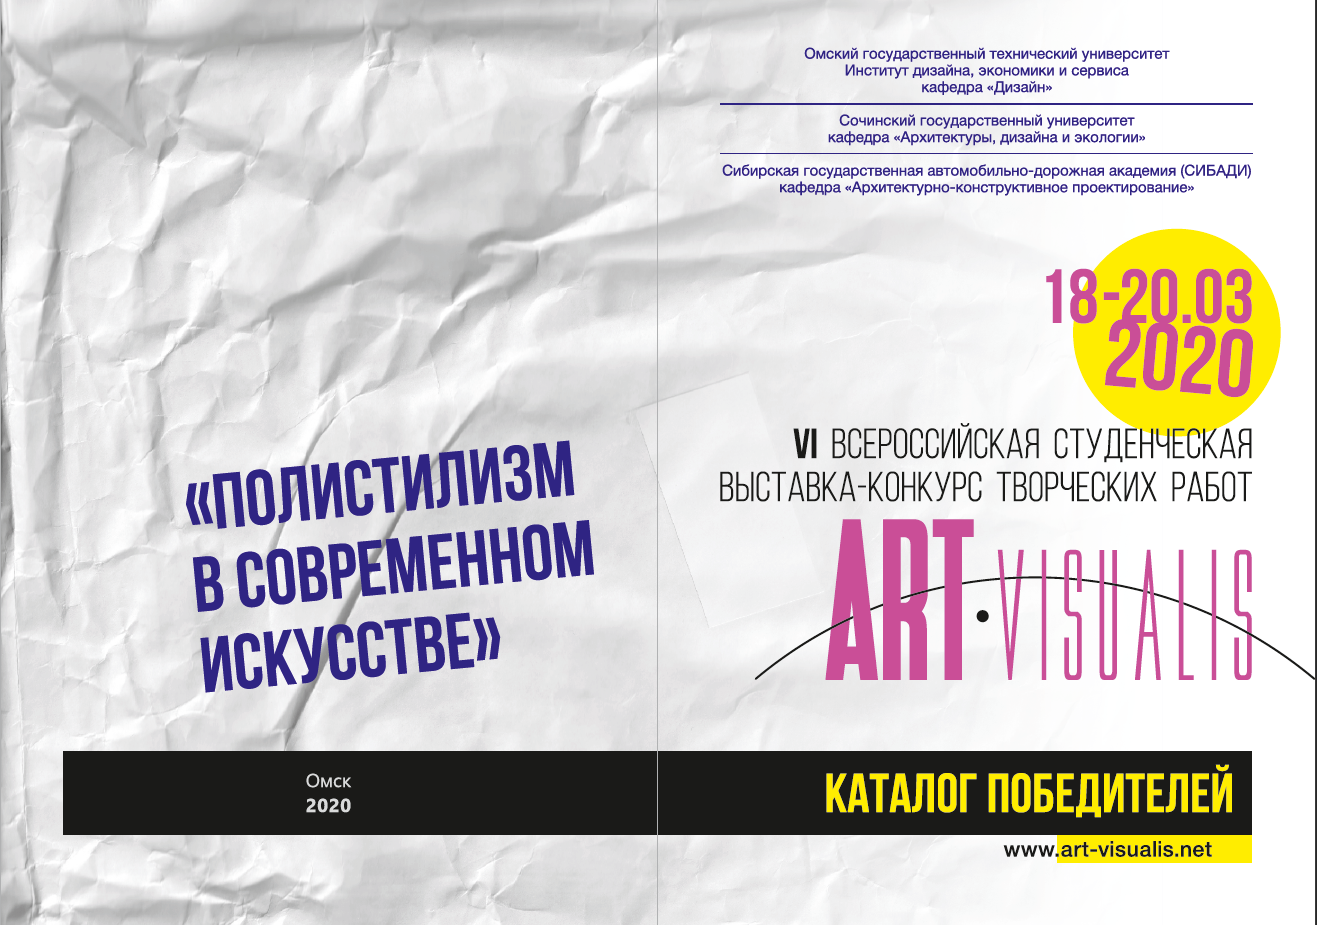 Омский государственный технический университет
Институт дизайна, экономики и сервиса
кафедра «Дизайн»
Сочинский государственный университет
кафедра «Архитектуры, дизайна и экологии»
Сибирская государственная автомобильно-дорожная академия (СИБАДИ)
кафедра «Архитектурно-конструктивное проектирование»
18-20.03
2020
VI ВСЕРОССИЙСКАЯ СТУДЕНЧЕСКАЯ
ВЫСТАВКА-КОНКУРС ТВОРЧЕСКИХ РАБОТ
ART·VISUALIS
«ПОЛИСТИЛИЗМ
В СОВРЕМЕННОМ
ИСКУССТВЕ»
Омск
2020
КАТАЛОГ ПОБЕДИТЕЛЕЙ
www.art-visualis.net